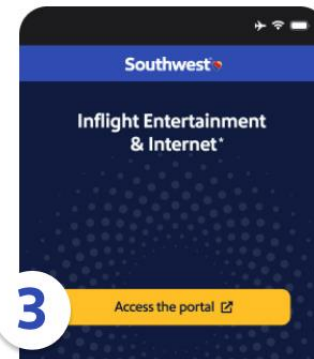 Southwest
Inflight Entertainment
& Internet*
Access the portal
3